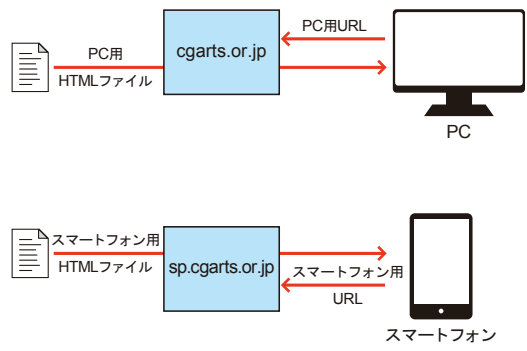 PC用
HTMLファイル
cgarts.or.jp
PC用URL
PC
スマートフォン用
HTMLファイル
sp.cgarts.or.jp
スマートフォン用
URL
スマートフォン